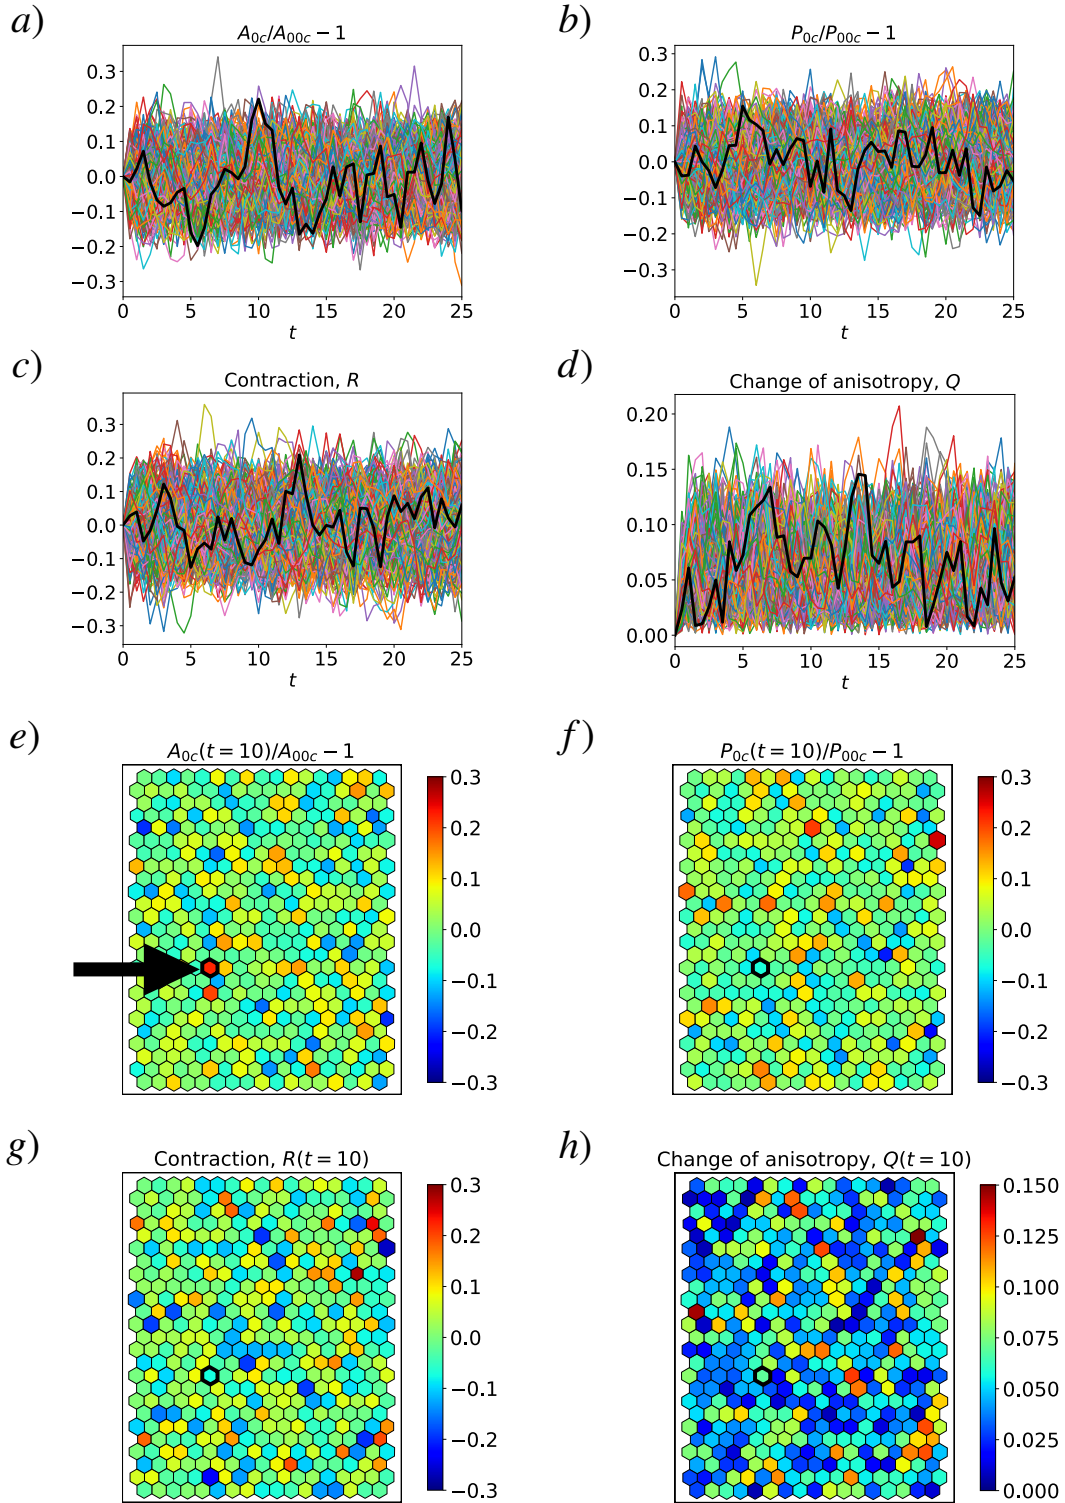 a)
A0c/A00c − 1
0.3
0.2
0.1
0.0
−0.1
−0.2
−0.3
0 5 10 15 20 25
t
b)
P0c/P00c − 1
0.3
0.2
0.1
0.0
−0.1
−0.2
−0.3
0 5 10 15 20 25
t
c)
Contraction, R
0.3
0.2
0.1
0.0
−0.1
−0.2
−0.3
0 5 10 15 20 25
t
d)
Change of anisotropy, Q
0.20
0.15
0.10
0.05
0.00
0 5 10 15 20 25
t
e)
A0c(t = 10)/A00c − 1
0.3
0.2
0.1
0.0
−0.1
−0.2
−0.3
f)
P0c(t = 10)/P00c − 1
0.3
0.2
0.1
0.0
−0.1
−0.2
−0.3
g)
Contraction, R(t = 10)
0.3
0.2
0.1
0.0
−0.1
−0.2
−0.3
h)
Change of anisotropy, Q(t = 10)
0.150
0.125
0.100
0.075
0.050
0.025
0.000